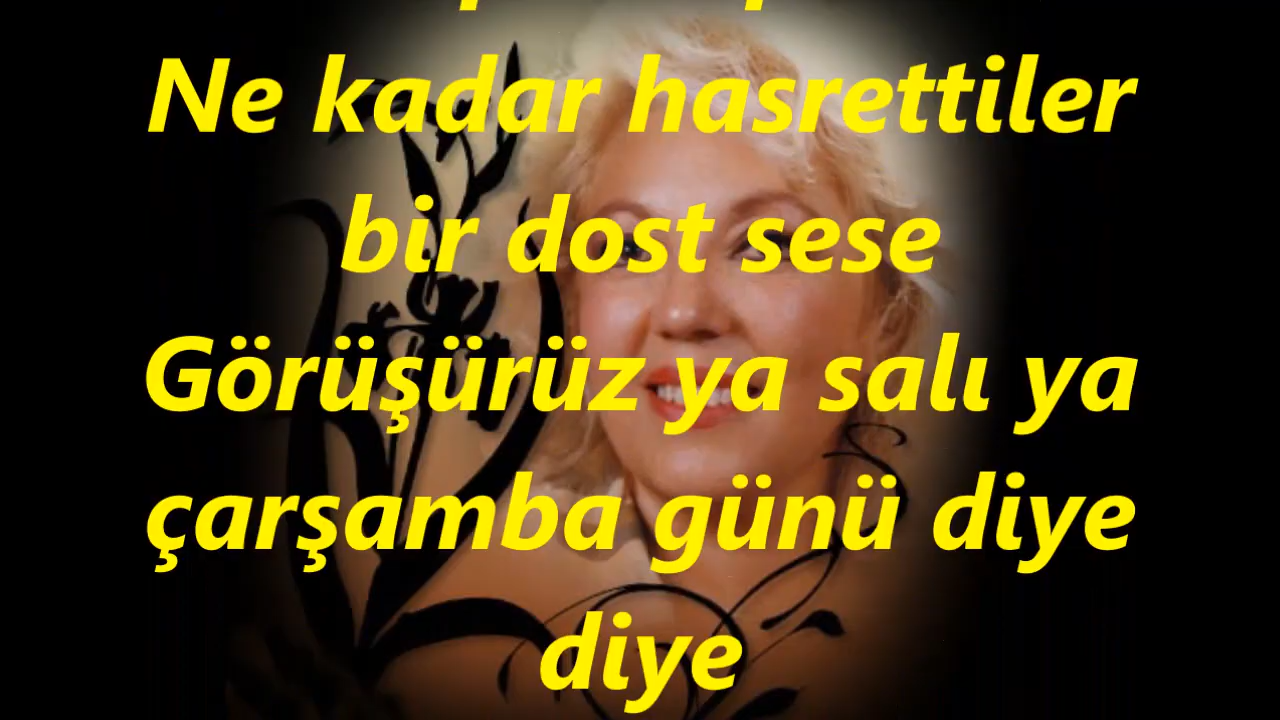 Ne kadar hasrettiler
bir dost sese
Görüşürüz ya salı ya
çarşamba günü diye
diye